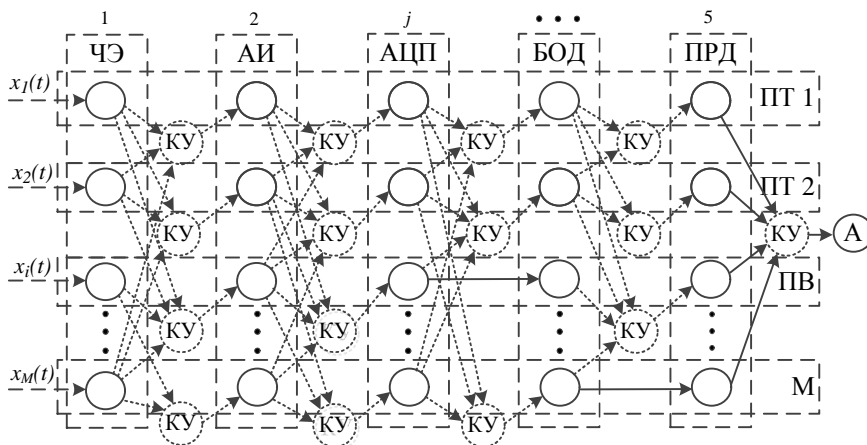 1 2 j 5
ЧЭ АИ АЦП БОД ПРД
x1(t) ПТ 1
КУ КУ КУ КУ
x2(t) ПТ 2
КУ КУ КУ КУ КУ А
xi(t) ПВ
КУ КУ КУ
xM(t) М
КУ КУ КУ